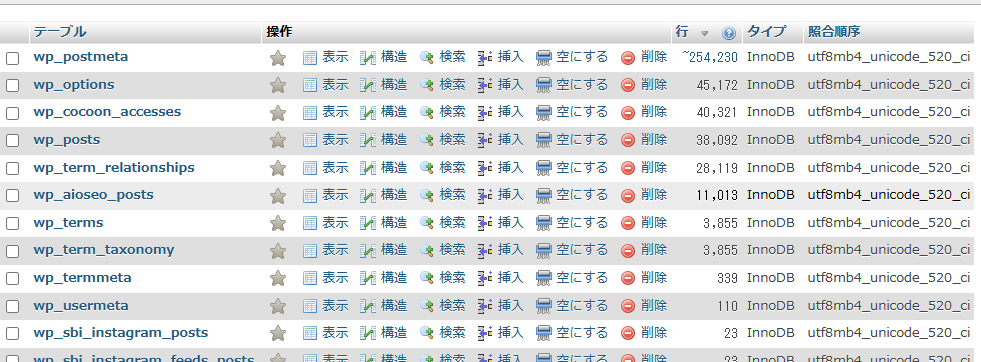 テーブル 操作 行 タイプ 照合順序
wp_postmeta 表示 構造 検索 挿入 空にする 削除 ~254,230 InnoDB utf8mb4_unicode_520_ci
wp_options 表示 構造 検索 挿入 空にする 削除 45,172 InnoDB utf8mb4_unicode_520_ci
wp_cocoon_accesses 表示 構造 検索 挿入 空にする 削除 40,321 InnoDB utf8mb4_unicode_520_ci
wp_posts 表示 構造 検索 挿入 空にする 削除 38,092 InnoDB utf8mb4_unicode_520_ci
wp_term_relationships 表示 構造 検索 挿入 空にする 削除 28,119 InnoDB utf8mb4_unicode_520_ci
wp_aioseo_posts 表示 構造 検索 挿入 空にする 削除 11,013 InnoDB utf8mb4_unicode_520_ci
wp_terms 表示 構造 検索 挿入 空にする 削除 3,855 InnoDB utf8mb4_unicode_520_ci
wp_term_taxonomy 表示 構造 検索 挿入 空にする 削除 3,855 InnoDB utf8mb4_unicode_520_ci
wp_termmeta 表示 構造 検索 挿入 空にする 削除 339 InnoDB utf8mb4_unicode_520_ci
wp_usermeta 表示 構造 検索 挿入 空にする 削除 110 InnoDB utf8mb4_unicode_520_ci
wp_sbi_instagram_posts 表示 構造 検索 挿入 空にする 削除 23 InnoDB utf8mb4_unicode_520_ci
wp_sbi_instagram_feeds_posts 表示 構造 検索 挿入 空にする 削除 23 InnoDB utf8mb4_unicode_520_ci